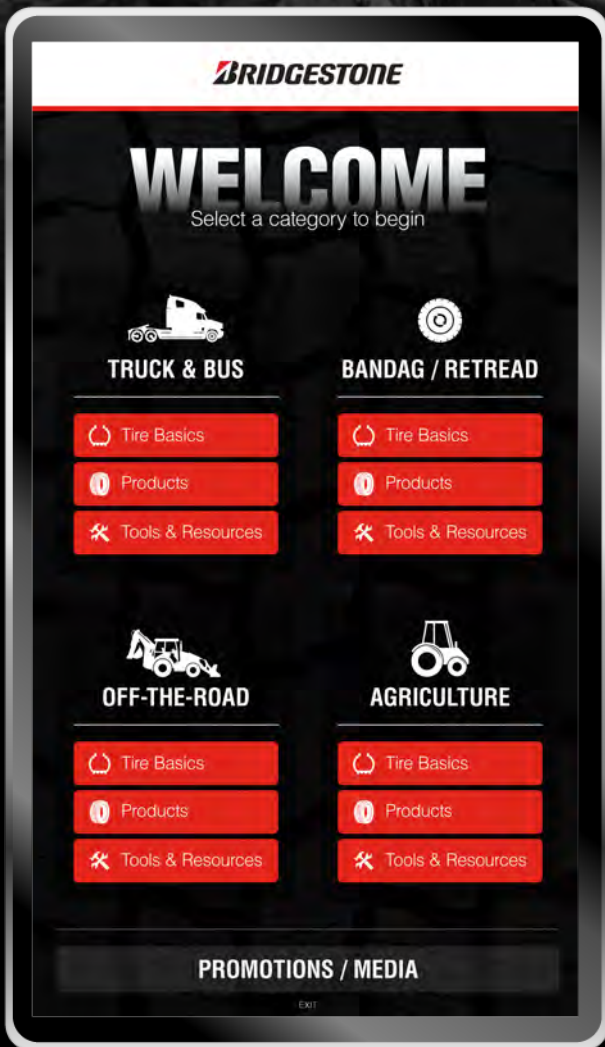 BRIDGESTONE
WELCOME
Select a category to begin
TRUCK & BUS
Tire Basics
Products
Tools & Resources
BANDAG / RETREAD
Tire Basics
Products
Tools & Resources
OFF-THE-ROAD
Tire Basics
Products
Tools & Resources
AGRICULTURE
Tire Basics
Products
Tools & Resources
PROMOTIONS / MEDIA
EXIT